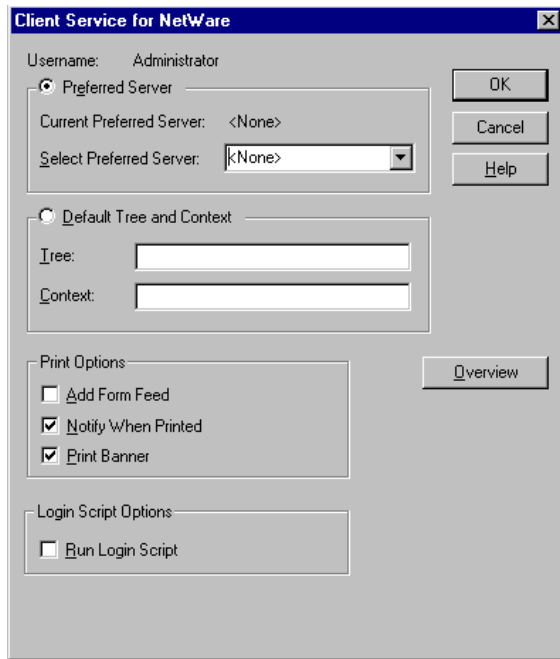 Client Service for NetWare
Username: Administrator
Preferred Server
OK
Current Preferred Server: <None>
Cancel
Select Preferred Server: <None>
Help
Default Tree and Context
Tree:
Context:
Print Options
Overview
Add Form Feed
Notify When Printed
Print Banner
Login Script Options
Run Login Script